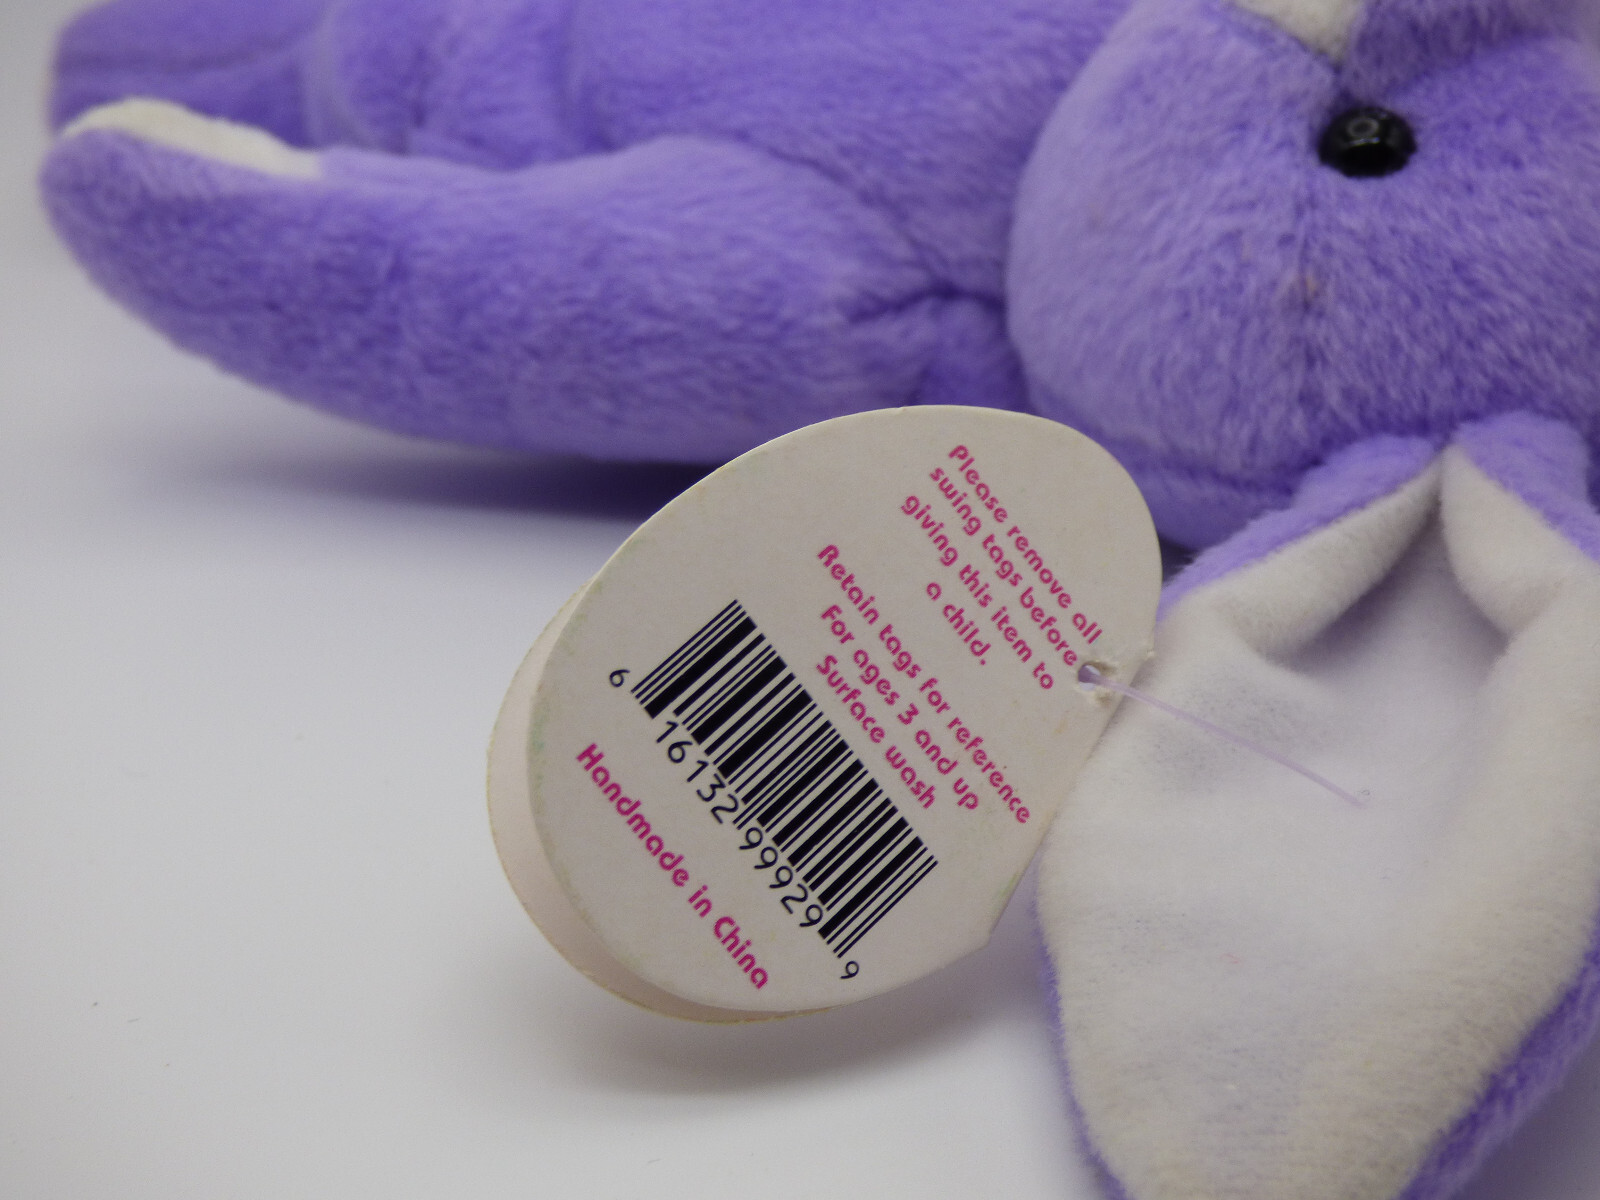 Please remove all
swing tags before
giving this item to
a child.
Retain tags for reference
For ages 3 and up
Surface wash
6 16132 99929 9
Handmade in China